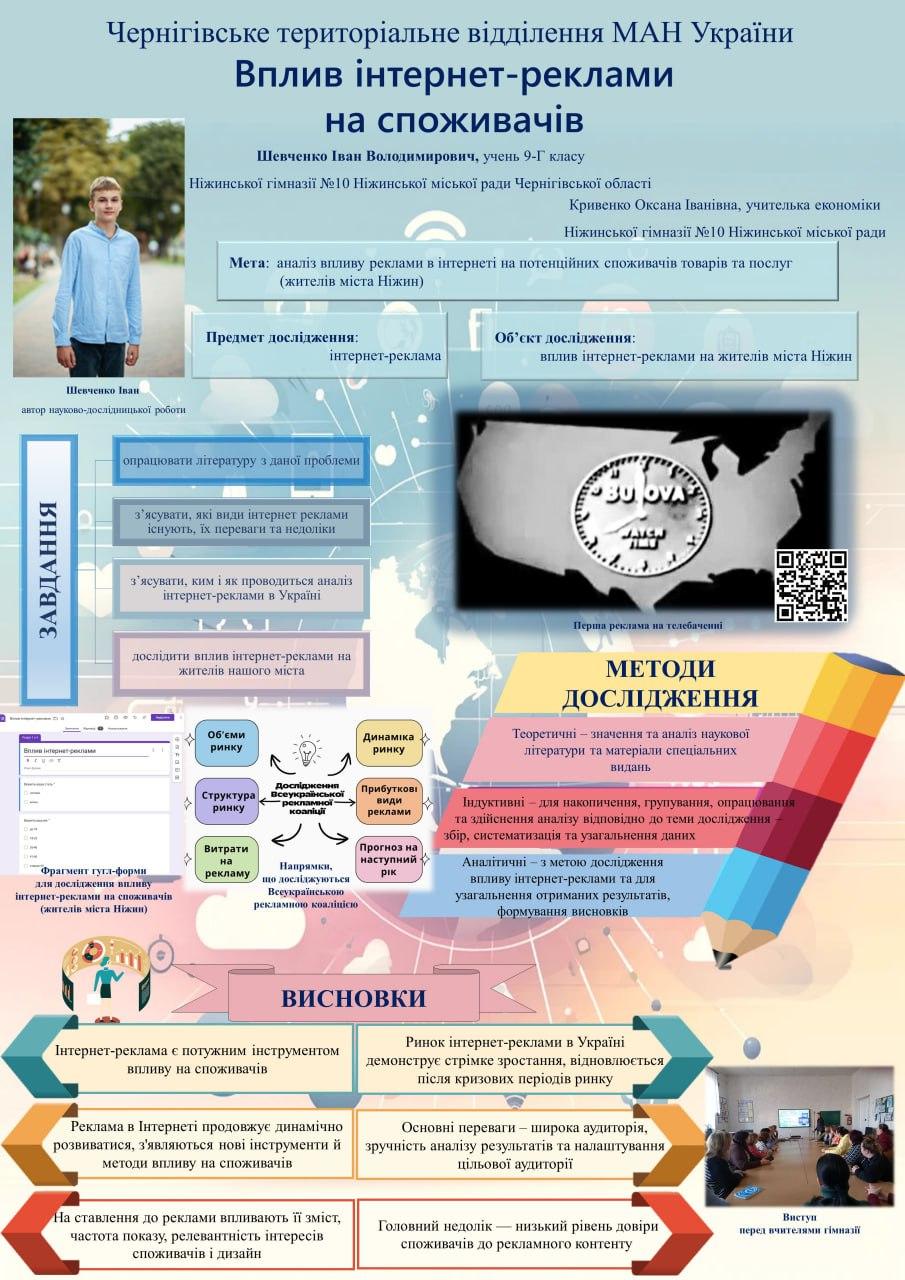 Чернігівське територіальне відділення МАН України
Вплив інтернет-реклами
на споживачів
Шевченко Іван Володимирович, учень 9-Г класу
Ніжинської гімназії №10 Ніжинської міської ради Чернігівської області
Кривенко Оксана Іванівна, учителька економіки
Ніжинської гімназії №10 Ніжинської міської ради
Мета: аналіз впливу реклами в інтернеті на потенційних споживачів товарів та послуг
(жителів міста Ніжин)
Предмет дослідження:
інтернет-реклама
Об’єкт дослідження:
вплив інтернет-реклами на жителів міста Ніжин
Шевченко Іван
автор науково-дослідницької роботи
ЗАВДАННЯ
опрацювати літературу з даної проблеми
з’ясувати, які види інтернет реклами
існують, їх переваги та недоліки
з’ясувати, ким і як проводиться аналіз
інтернет-реклами в Україні
дослідити вплив інтернет-реклами на
жителів нашого міста
BULOVA
WATCH
TIME
Перша реклама на телебаченні
МЕТОДИ
ДОСЛІДЖЕННЯ
Теоретичні – значення та аналіз наукової
літератури та матеріали спеціальних
видань
Індуктивні – для накопичення, групування, опрацювання
та здійснення аналізу відповідно до теми дослідження –
збір, систематизація та узагальнення даних
Аналітичні – з метою дослідження
впливу інтернет-реклами та для
узагальнення отриманих результатів,
формування висновків
Вплив інтернет-реклами
Фрагмент гугл-форми
для дослідження впливу
інтернет-реклами на споживачів
(жителів міста Ніжин)
Об'єми
ринку
Структура
ринку
Витрати
на
рекламу
Дослідження
Всеукраїнської
рекламної
коаліції
Динаміка
ринку
Прибуткові
види
реклами
Прогноз на
наступний
рік
Напрямки,
що досліджуються
Всеукраїнською
рекламною коаліцією
ВИСНОВКИ
Інтернет-реклама є потужним інструментом
впливу на споживачів
Ринок інтернет-реклами в Україні
демонструє стрімке зростання, відновлюється
після кризових періодів ринку
Реклама в Інтернеті продовжує динамічно
розвиватися, з'являються нові інструменти й
методи впливу на споживачів
Основні переваги – широка аудиторія,
зручність аналізу результатів та налаштування
цільової аудиторії
На ставлення до реклами впливають її зміст,
частота показу, релевантність інтересів
споживачів і дизайн
Головний недолік — низький рівень довіри
споживачів до рекламного контенту
Виступ
перед вчителями гімназії